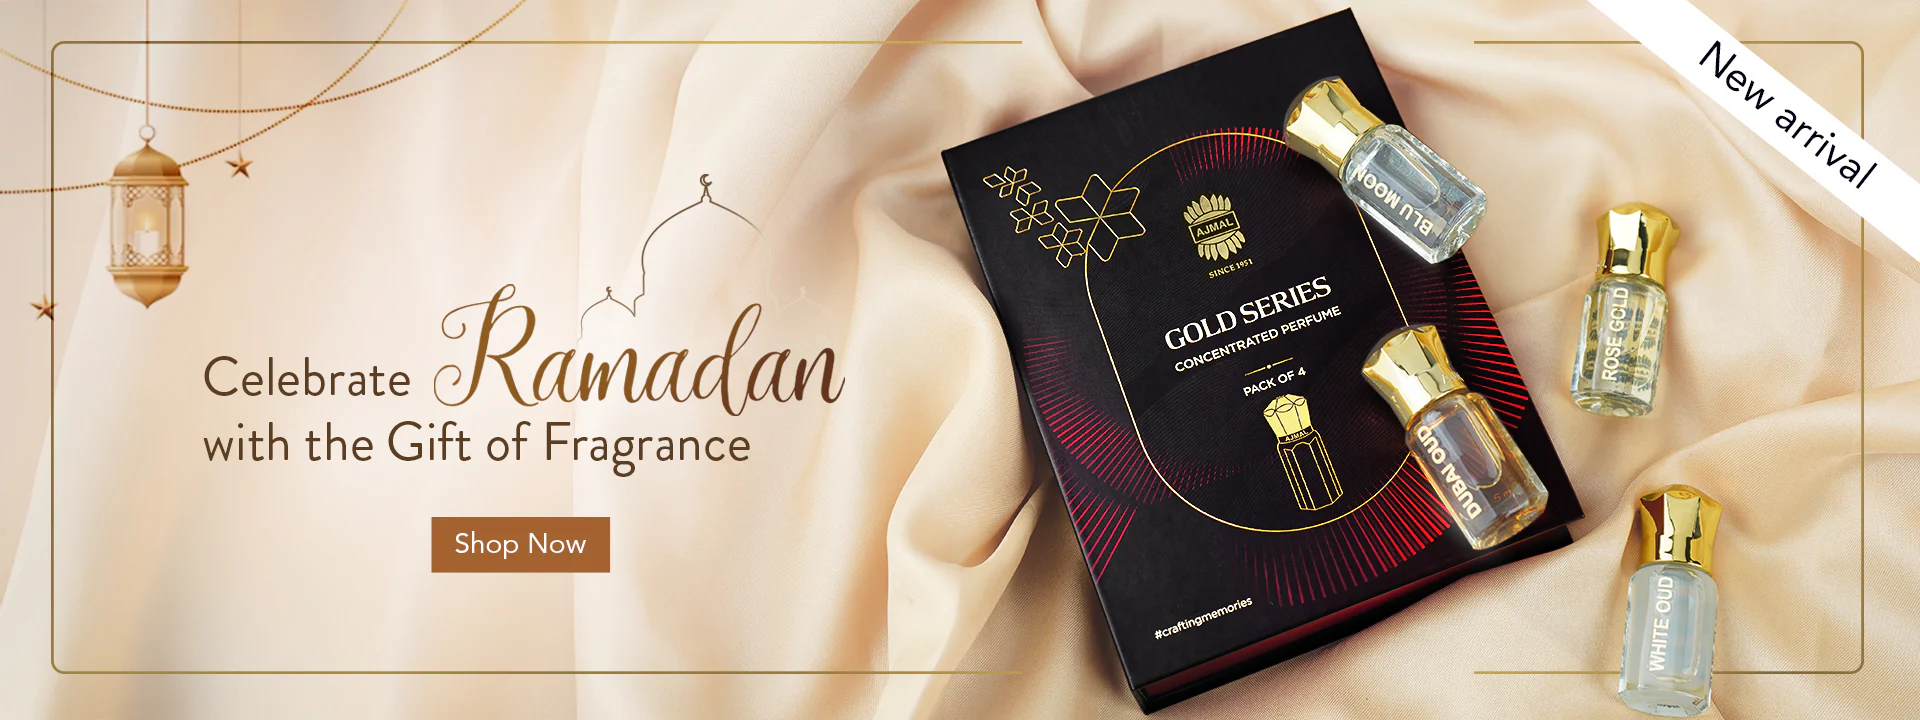 Celebrate Ramadan
with the Gift of Fragrance
Shop Now
AJMAL
SINCE 1951
GOLD SERIES
CONCENTRATED PERFUME
PACK OF 4
AJMAL
#craftingmemories
BLU MOON
DUBAI OUD
ROSE GOLD
WHITE OUD
New arrival